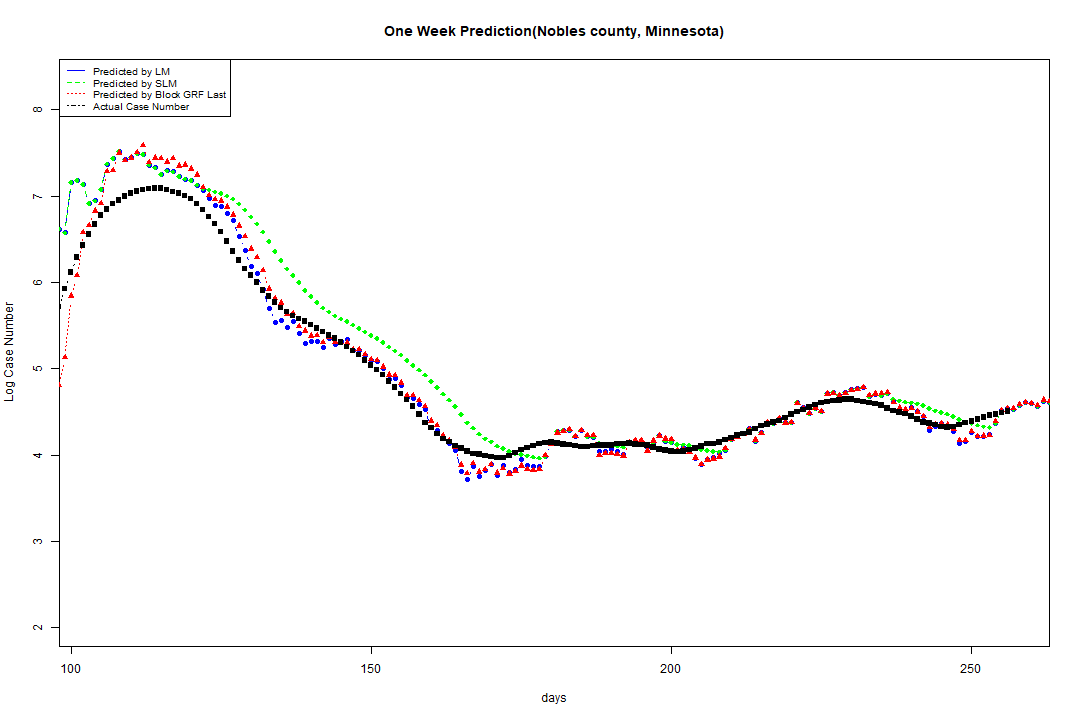 One Week Prediction(Nobles county, Minnesota)
Predicted by LM
Predicted by SLM
Predicted by Block GRF Last
Actual Case Number
8
7
6
5
4
3
2
Log Case Number
100 150 200 250
days